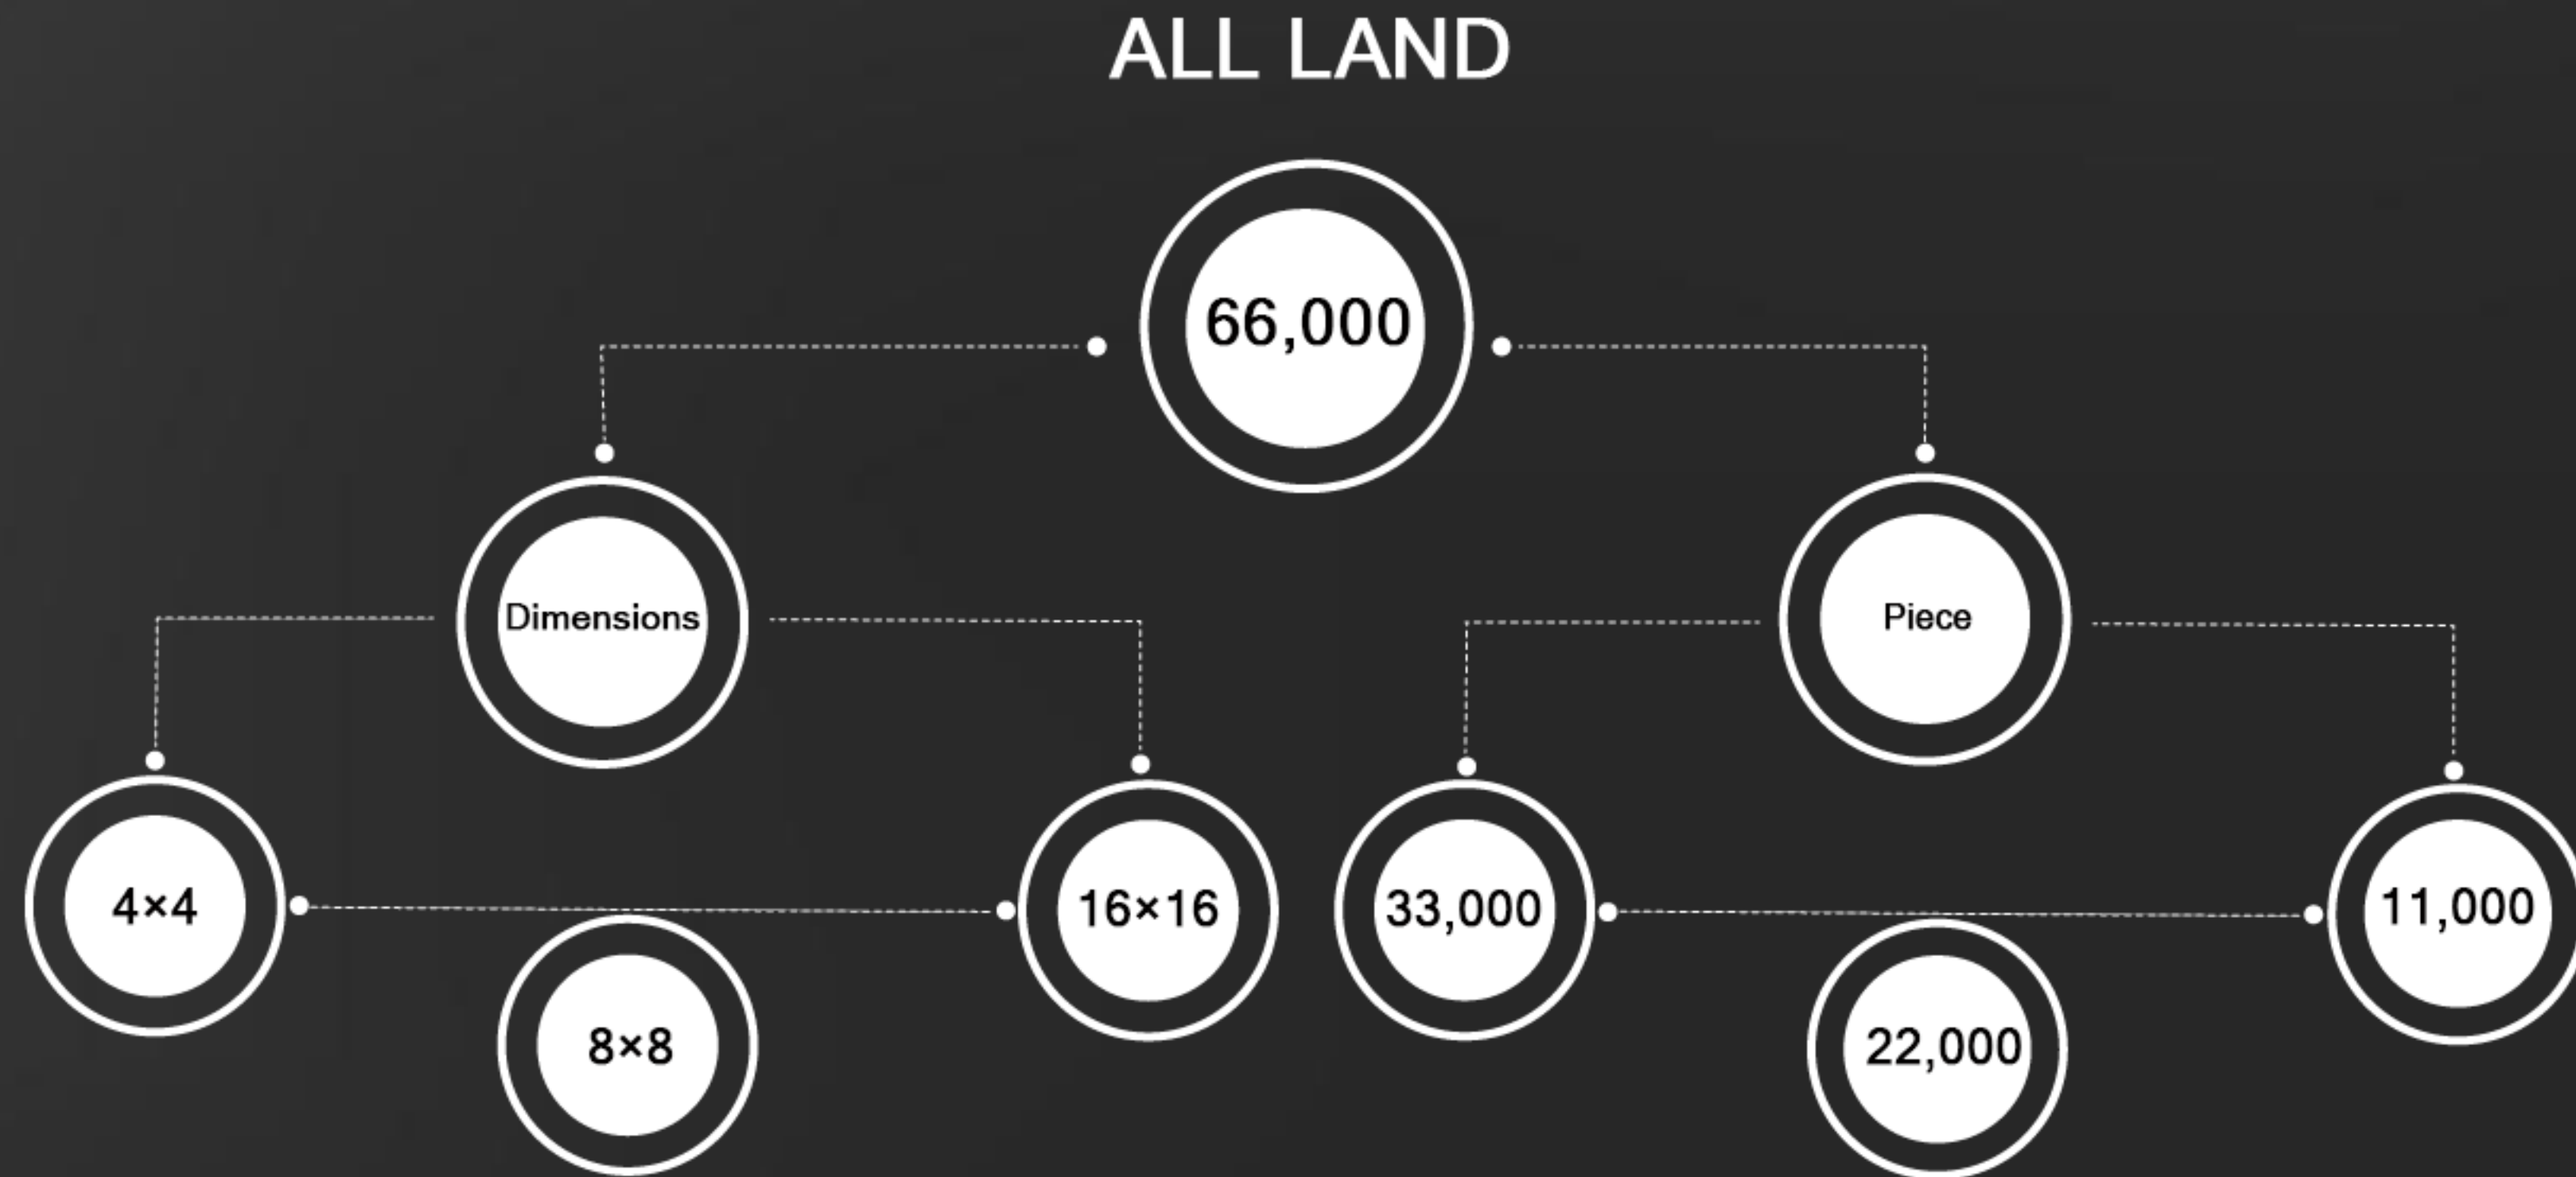 ALL LAND
66,000
Dimensions
Piece
4×4
16×16
33,000
11,000
8×8
22,000